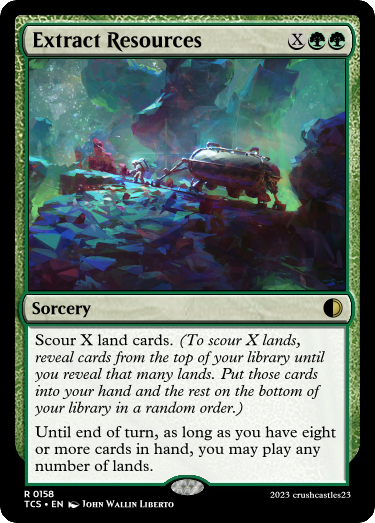 Extract Resources X
Sorcery
Scour X land cards. (To scour X lands,
reveal cards from the top of your library until
you reveal that many lands. Put those cards
into your hand and the rest on the bottom of
your library in a random order.)
Until end of turn, as long as you have eight
or more cards in hand, you may play any
number of lands.
R 0158
TCS • EN John Wallin Liberto
2023 crushcastles23